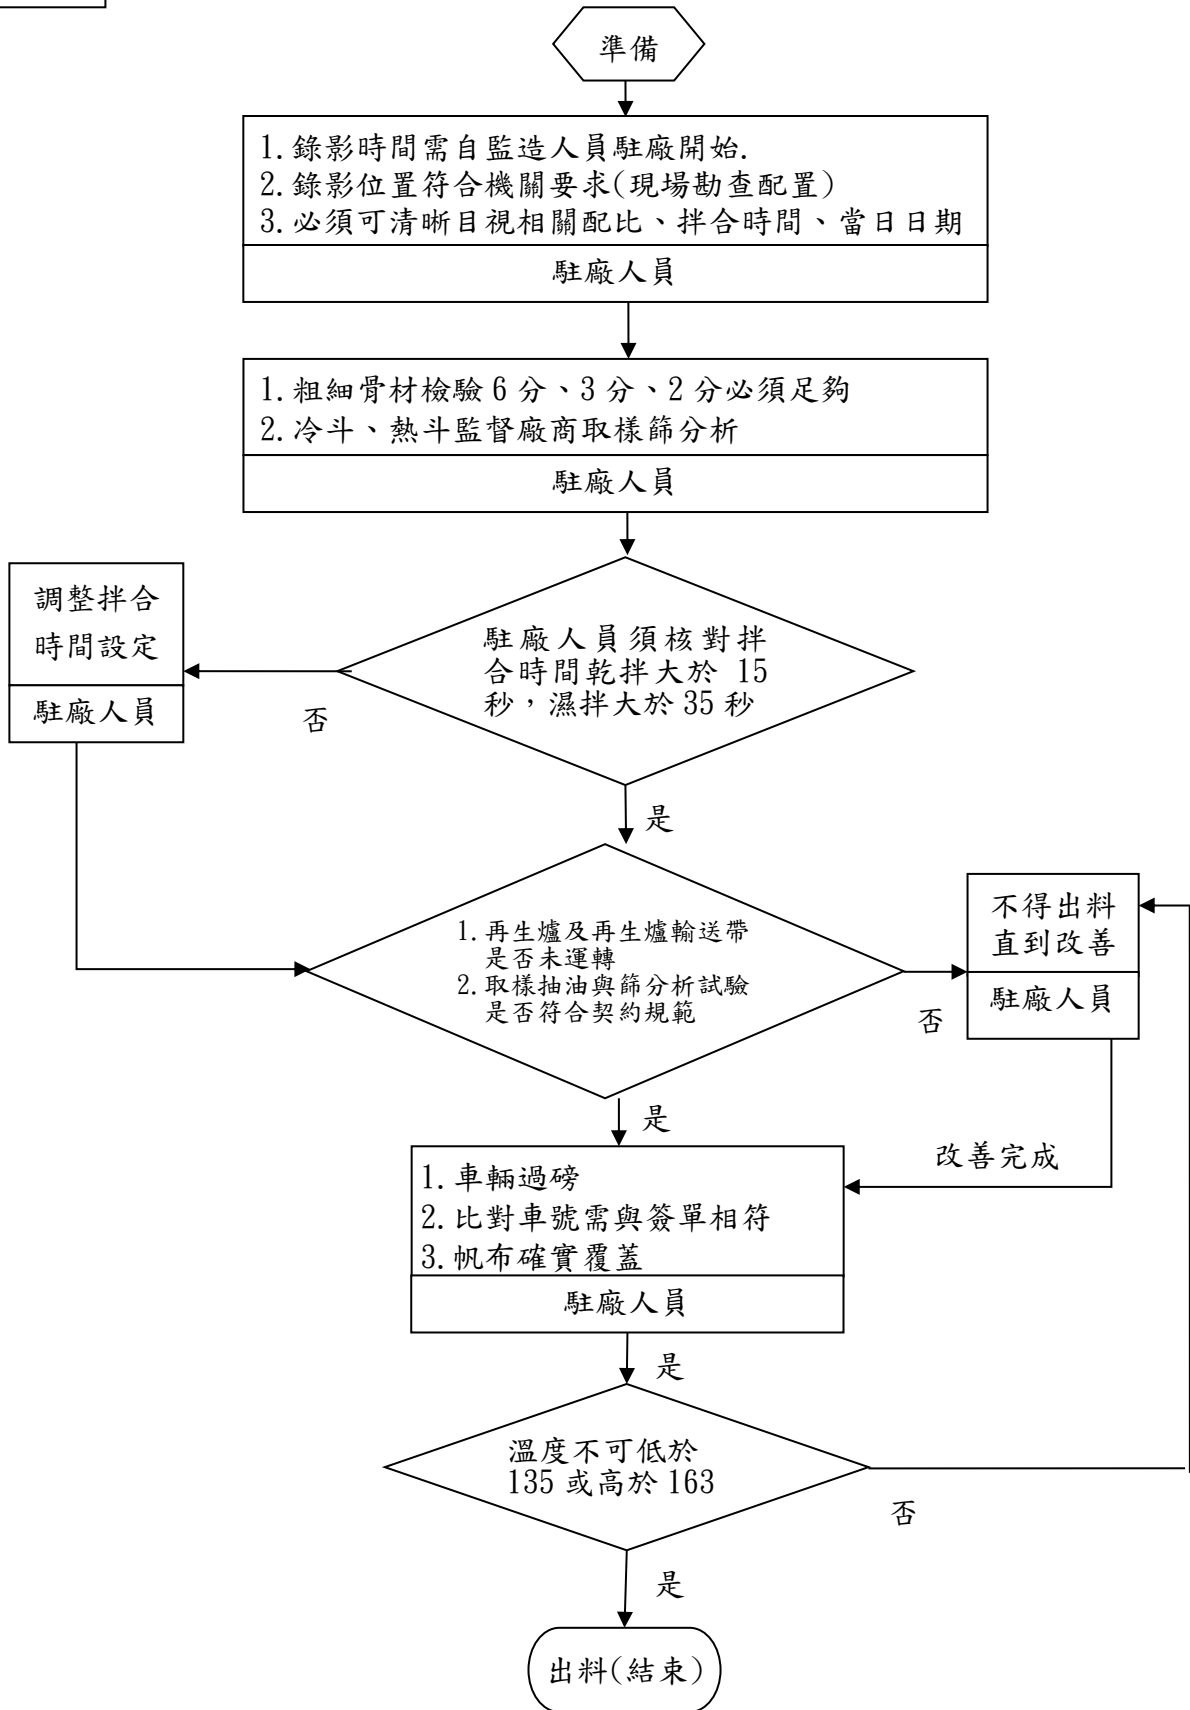 準備
1.錄影時間需自監造人員駐廠開始.
2.錄影位置符合機關要求(現場勘查配置)
3.必須可清晰目視相關配比、拌合時間、當日日期
駐廠人員
1.粗細骨材檢驗6分、3分、2分必須足夠
2.冷斗、熱斗監督廠商取樣篩分析
駐廠人員
駐廠人員須核對拌
合時間乾拌大於 15
秒，濕拌大於35秒
否
調整拌合
時間設定
駐廠人員
是
1.再生爐及再生爐輸送帶
是否未運轉
2.取樣抽油與篩分析試驗
是否符合契約規範
否
不得出料
直到改善
駐廠人員
是
改善完成
1.車輛過磅
2.比對車號需與簽單相符
3.帆布確實覆蓋
駐廠人員
是
溫度不可低於
135或高於163
否
是
出料(結束)